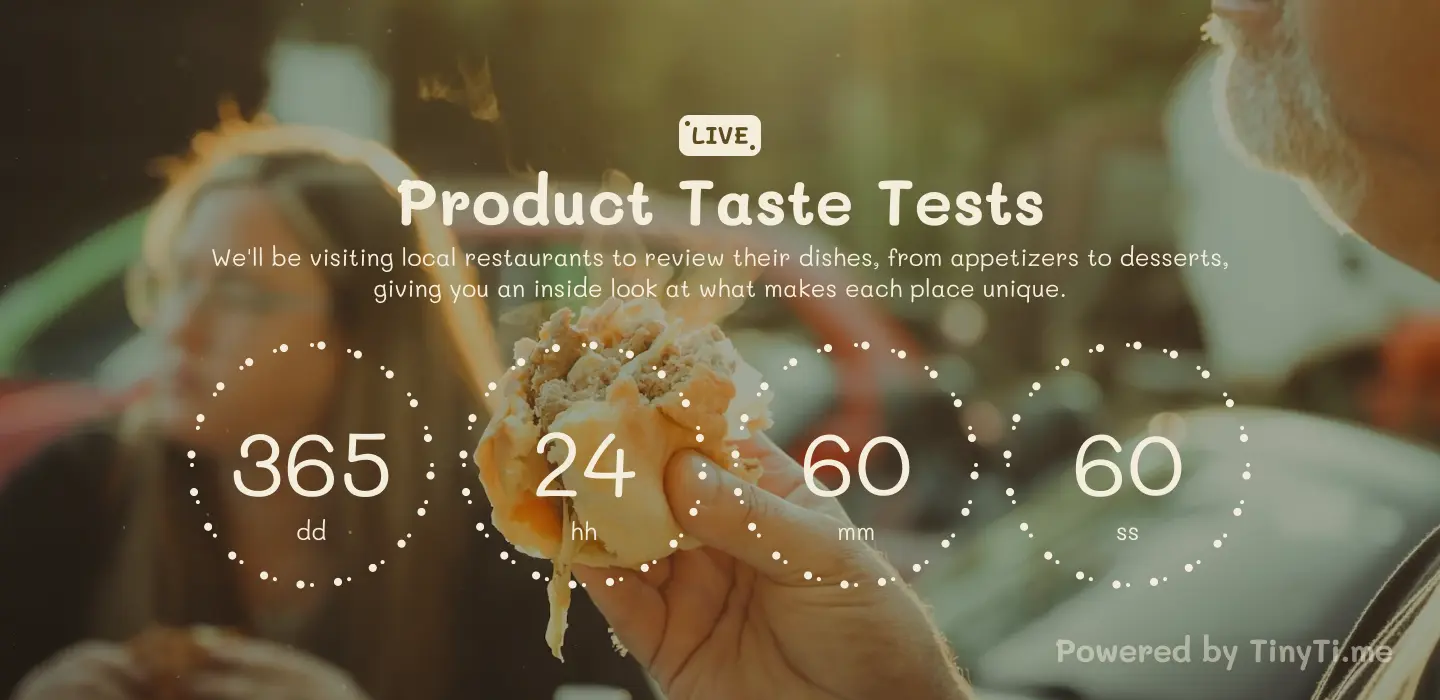 LIVE
Product Taste Tests
We'll be visiting local restaurants to review their dishes, from appetizers to desserts,
giving you an inside look at what makes each place unique.
365 24 60 60
dd hh mm ss
Powered by TinyTi.me